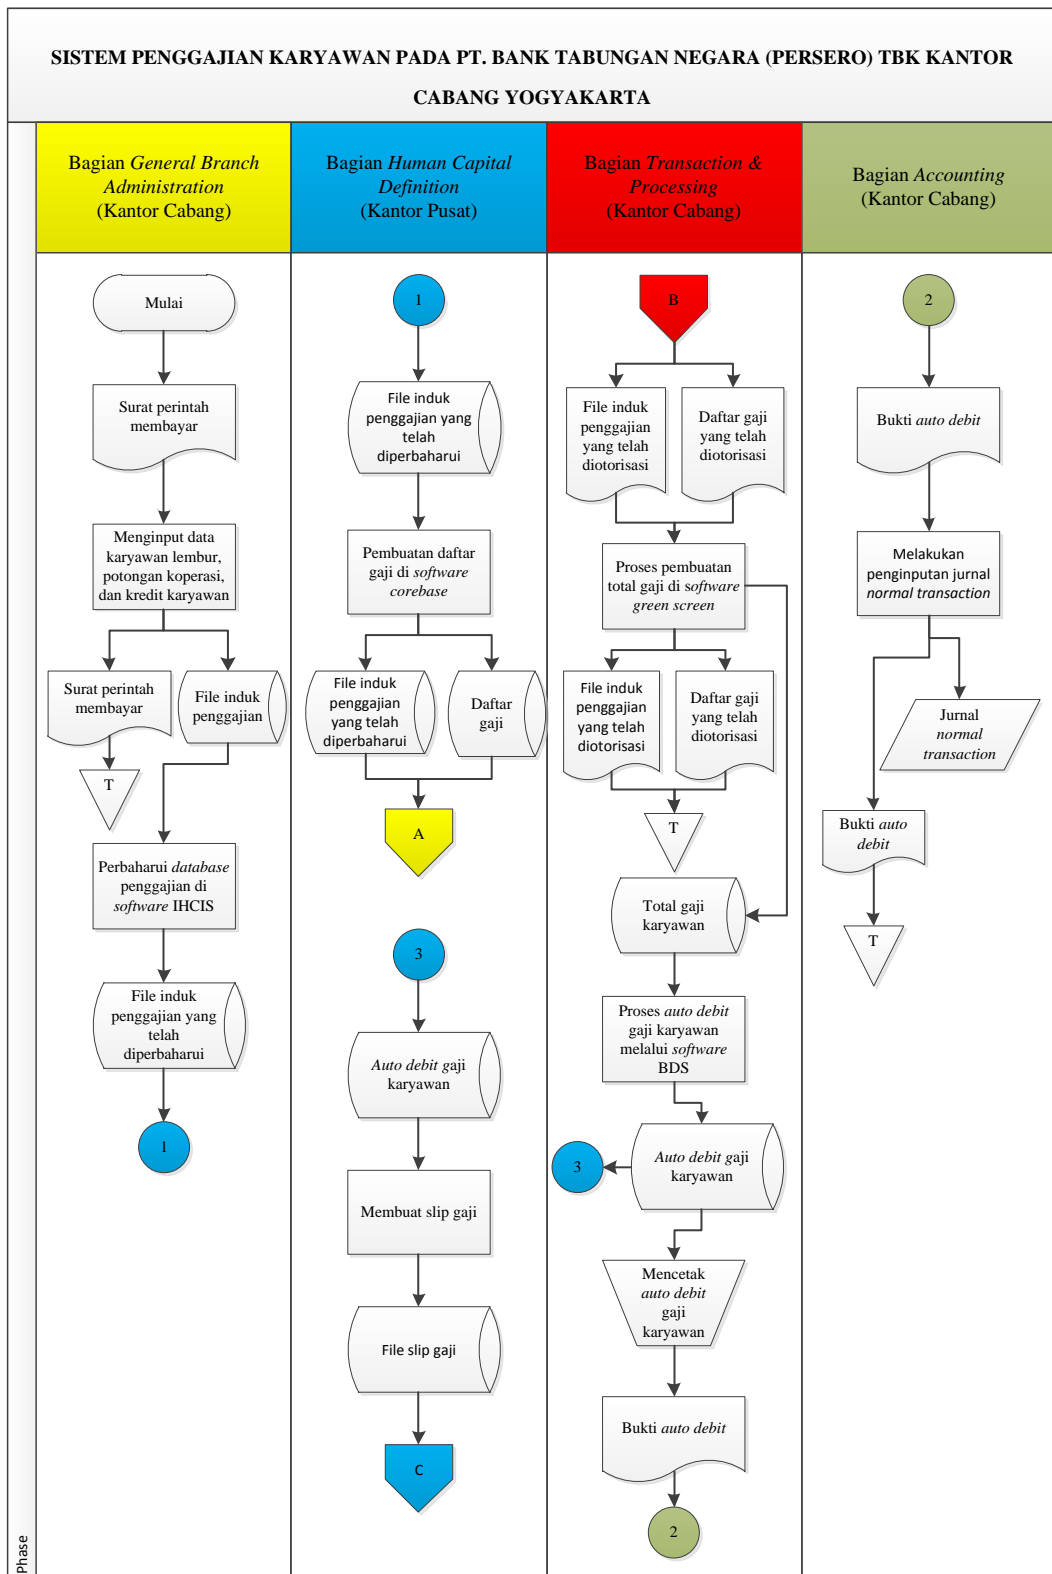 SISTEM PENGGAJIAN KARYAWAN PADA PT. BANK TABUNGAN NEGARA (PERSERO) TBK KANTOR
CABANG YOGYAKARTA
Bagian General Branch
Administration
(Kantor Cabang)
Bagian Human Capital
Definition
(Kantor Pusat)
Bagian Transaction &
Processing
(Kantor Cabang)
Bagian Accounting
(Kantor Cabang)
Mulai
Surat perintah
membayar
Menginput data
karyawan lembur,
potongan koperasi,
dan kredit karyawan
Surat perintah
membayar
File induk
penggajian
T
Perbaharui database
penggajian di
software IHCIS
File induk
penggajian yang
telah
diperbaharui
1
1
File induk
penggajian yang
telah
diperbaharui
Pembuatan daftar
gaji di software
corebase
File induk
penggajian
yang telah
diperbaharui
Daftar
gaji
A
3
Auto debit gaji
karyawan
Membuat slip gaji
File slip gaji
C
B
File induk
penggajian
yang telah
diotorisasi
Daftar gaji
yang telah
diotorisasi
Proses pembuatan
total gaji di software
green screen
File induk
penggajian
yang telah
diotorisasi
Daftar gaji
yang telah
diotorisasi
T
Total gaji
karyawan
Proses auto debit
gaji karyawan
melalui software
BDS
Auto debit gaji
karyawan
3
Mencetak
auto debit
gaji
karyawan
Bukti auto debit
2
2
Bukti auto debit
Melakukan
penginputan jurnal
normal transaction
Jurnal
normal
transaction
Bukti auto
debit
T
Phase